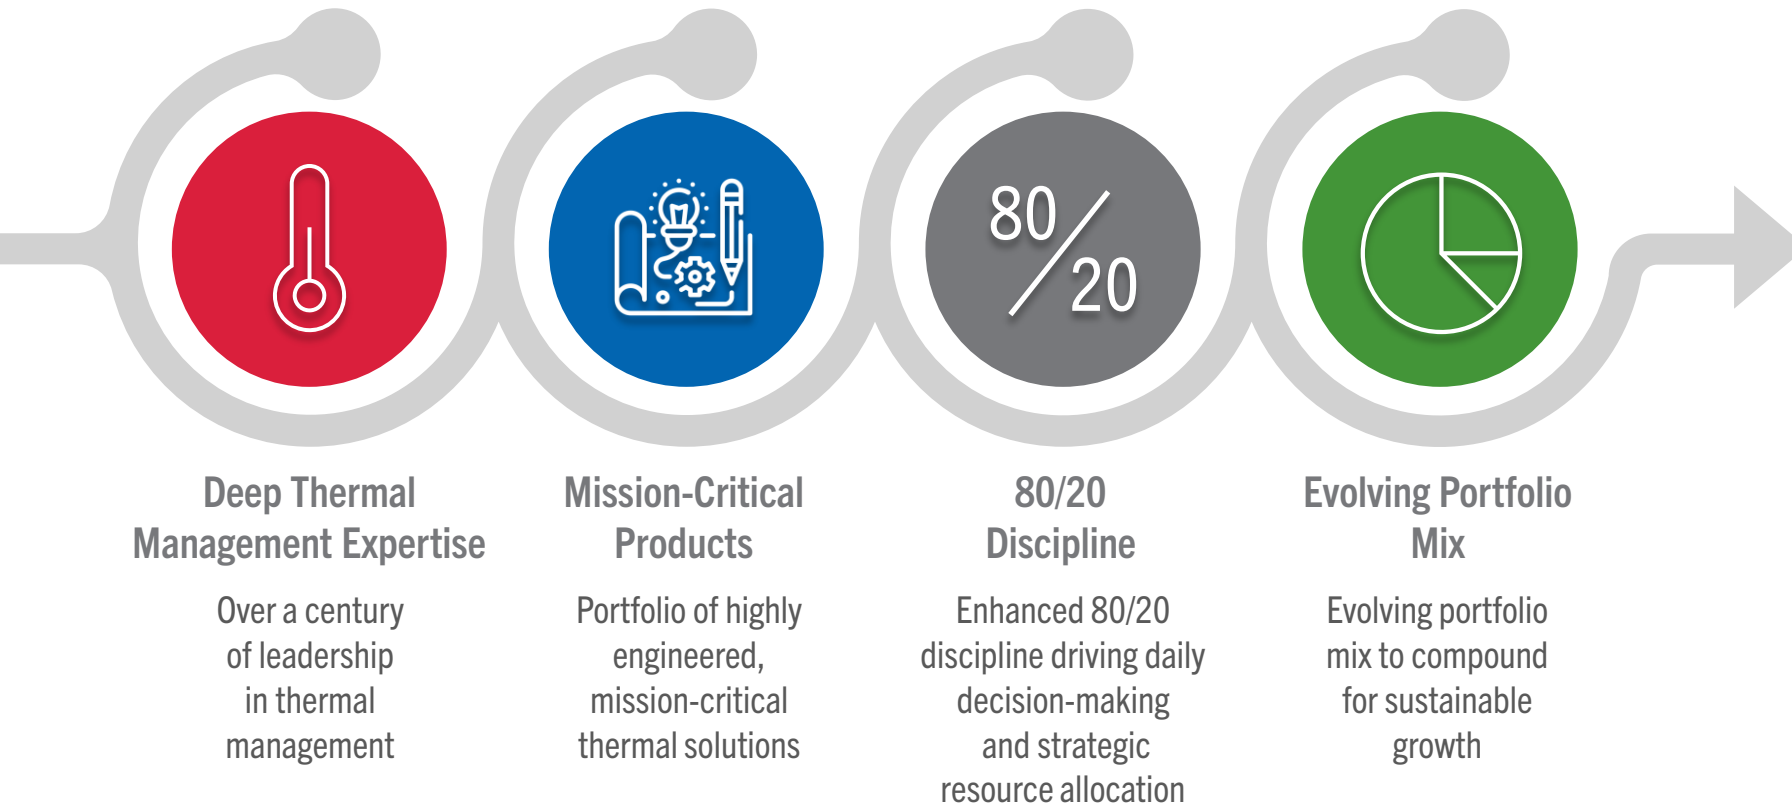 80/20
Deep Thermal
Management Expertise
Over a century
of leadership
in thermal
management
Mission-Critical
Products
Portfolio of highly
engineered,
mission-critical
thermal solutions
80/20
Discipline
Enhanced 80/20
discipline driving daily
decision-making
and strategic
resource allocation
Evolving Portfolio
Mix
Evolving portfolio
mix to compound
for sustainable
growth